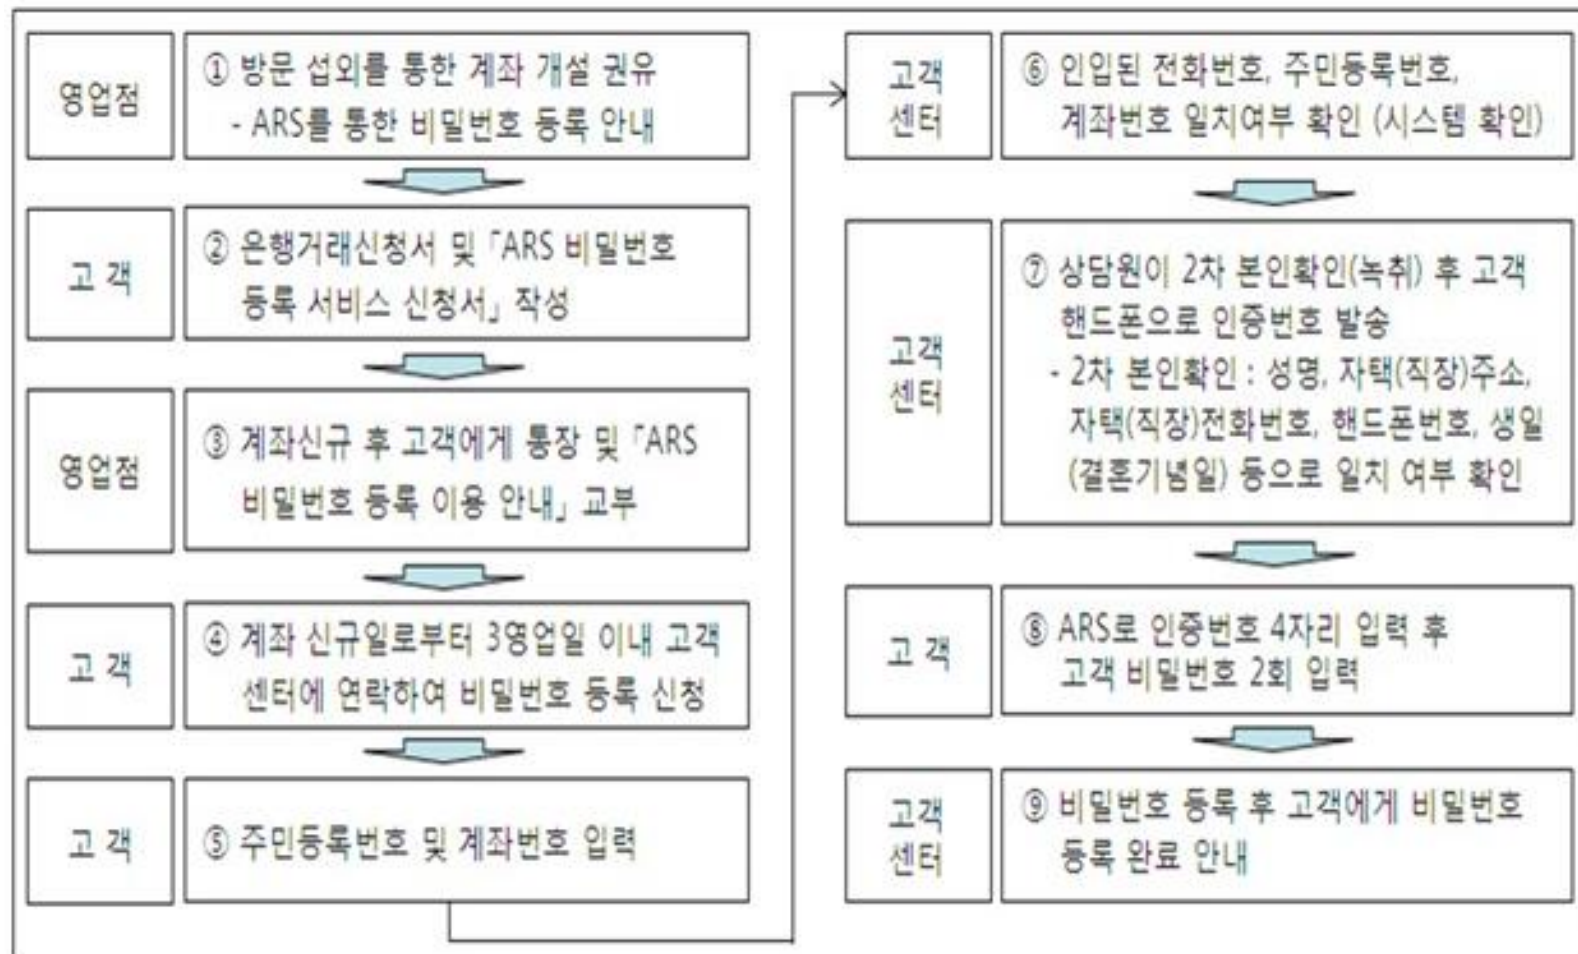 영업점
① 방문 섭외를 통한 계좌 개설 권유
- ARS를 통한 비밀번호 등록 안내
고 객
② 은행거래신청서 및 「ARS 비밀번호
등록 서비스 신청서」 작성
영업점
③ 계좌신규 후 고객에게 통장 및 「ARS
비밀번호 등록 이용 안내」 교부
고 객
④ 계좌 신규일로부터 3영업일 이내 고객
센터에 연락하여 비밀번호 등록 신청
고 객
⑤ 주민등록번호 및 계좌번호 입력
고객
센터
⑥ 인입된 전화번호, 주민등록번호,
계좌번호 일치여부 확인 (시스템 확인)
고객
센터
⑦ 상담원이 2차 본인확인(녹취) 후 고객
핸드폰으로 인증번호 발송
- 2차 본인확인 : 성명, 자택(직장)주소,
자택(직장)전화번호, 핸드폰번호, 생일
(결혼기념일) 등으로 일치 여부 확인
고 객
⑧ ARS로 인증번호 4자리 입력 후
고객 비밀번호 2회 입력
고객
센터
⑨ 비밀번호 등록 후 고객에게 비밀번호
등록 완료 안내